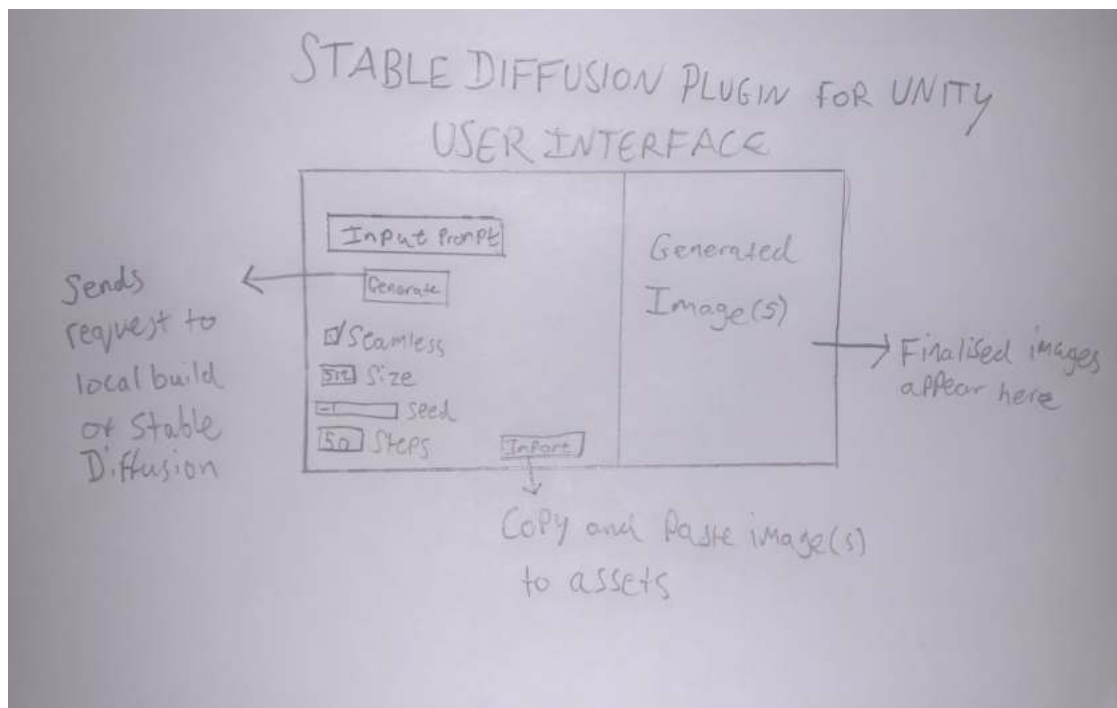 STABLE DIFFUSION PLUGIN FOR UNITY
USER INTERFACE
Input Prompt
Generate
Seamless
512 Size
-1 seed
50 Steps
Import
Generated
Image(s)
Sends
request to
local build
of Stable
Diffusion
Finalised images
appear here
Copy and Paste image(s)
to assets